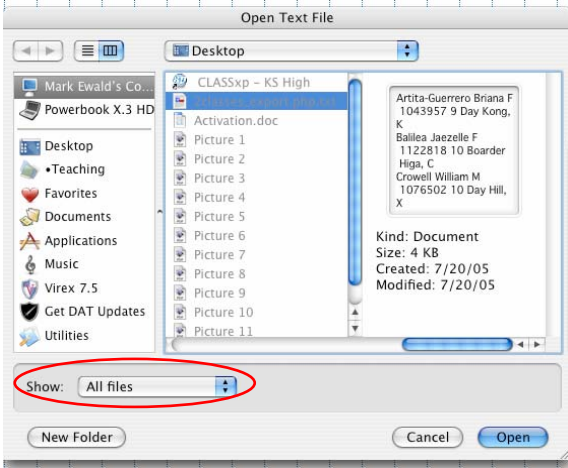 Open Text File
Desktop
Mark Ewald's Co...
Powerbook X.3 HD
Desktop
•Teaching
Favorites
Documents
Applications
Music
Virex 7.5
Get DAT Updates
Utilities
CLASSxp – KS High
Activation.doc
Picture 1
Picture 2
Picture 3
Picture 4
Picture 5
Picture 6
Picture 7
Picture 8
Picture 9
Picture 10
Picture 11
Artita-Guerrero Briana F
1043957 9 Day Kong,
K
Balilea Jaezelle F
1122818 10 Boarder
Higa, C
Crowell William M
1076502 10 Day Hill,
X
Kind: Document
Size: 4 KB
Created: 7/20/05
Modified: 7/20/05
Show: All files
New Folder
Cancel
Open